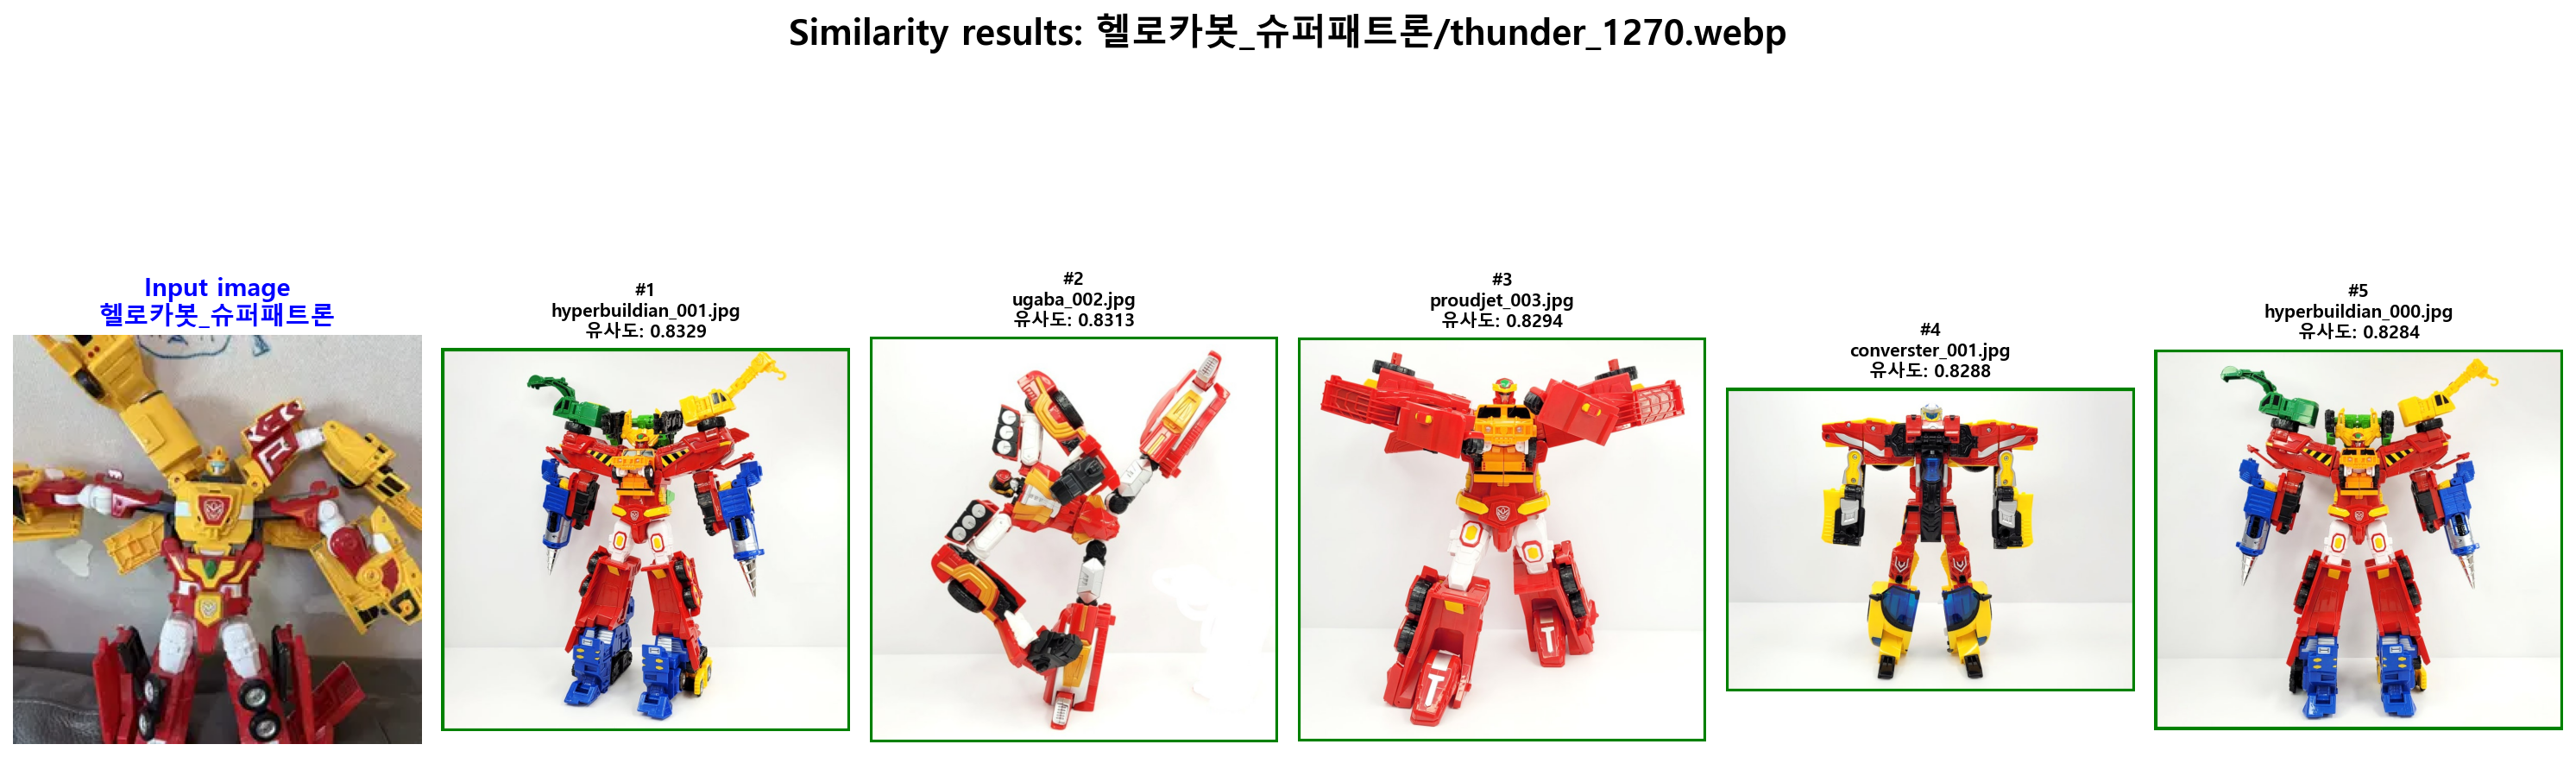 Similarity results: 헬로카봇_슈퍼패트론/thunder_1270.webp
Input image
헬로카봇_슈퍼패트론
#1
hyperbuildian_001.jpg
유사도: 0.8329
#2
ugaba_002.jpg
유사도: 0.8313
#3
proudjet_003.jpg
유사도: 0.8294
#4
converster_001.jpg
유사도: 0.8288
#5
hyperbuildian_000.jpg
유사도: 0.8284